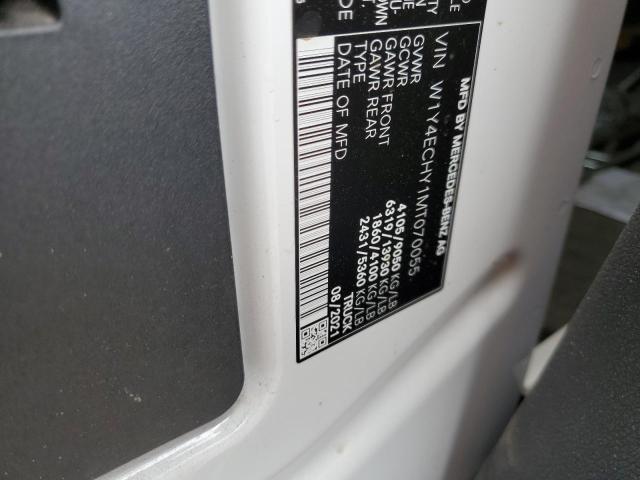 MFD BY MERCEDES-BENZ AG
VIN W1Y4ECHY1MT070055
GVWR 4105/9050 KG/LB
GCWR 6319/13930 KG/LB
GAWR FRONT 1860/4100 KG/LB
GAWR REAR 2431/5360 KG/LB
TYPE TRUCK
DATE OF MFD 08/2021